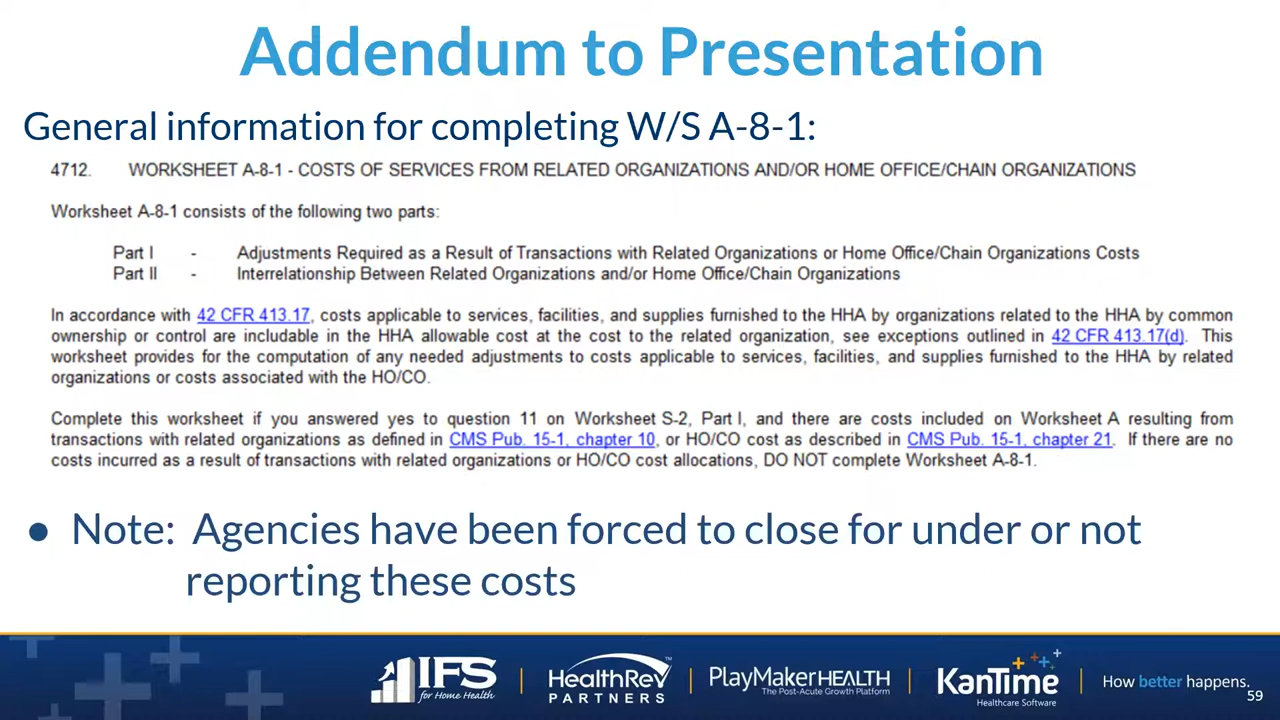 Addendum to Presentation
General information for completing W/S A-8-1:
4712. WORKSHEET A-8-1 - COSTS OF SERVICES FROM RELATED ORGANIZATIONS AND/OR HOME OFFICE/CHAIN ORGANIZATIONS
Worksheet A-8-1 consists of the following two parts:
Part I - Adjustments Required as a Result of Transactions with Related Organizations or Home Office/Chain Organizations Costs
Part II - Interrelationship Between Related Organizations and/or Home Office/Chain Organizations
In accordance with 42 CFR 413.17, costs applicable to services, facilities, and supplies furnished to the HHA by organizations related to the HHA by common
ownership or control are includable in the HHA allowable cost at the cost to the related organization, see exceptions outlined in 42 CFR 413.17(d). This
worksheet provides for the computation of any needed adjustments to costs applicable to services, facilities, and supplies furnished to the HHA by related
organizations or costs associated with the HO/CO.
Complete this worksheet if you answered yes to question 11 on Worksheet S-2, Part I, and there are costs included on Worksheet A resulting from
transactions with related organizations as defined in CMS Pub. 15-1, chapter 10, or HO/CO cost as described in CMS Pub. 15-1, chapter 21. If there are no
costs incurred as a result of transactions with related organizations or HO/CO cost allocations, DO NOT complete Worksheet A-8-1.
● Note: Agencies have been forced to close for under or not
reporting these costs
IFS
for Home Health
HealthRev™
PARTNERS
PlayMakerHEALTH
The Post-Acute Growth Platform
KanTime
Healthcare Software
How better happens.
59